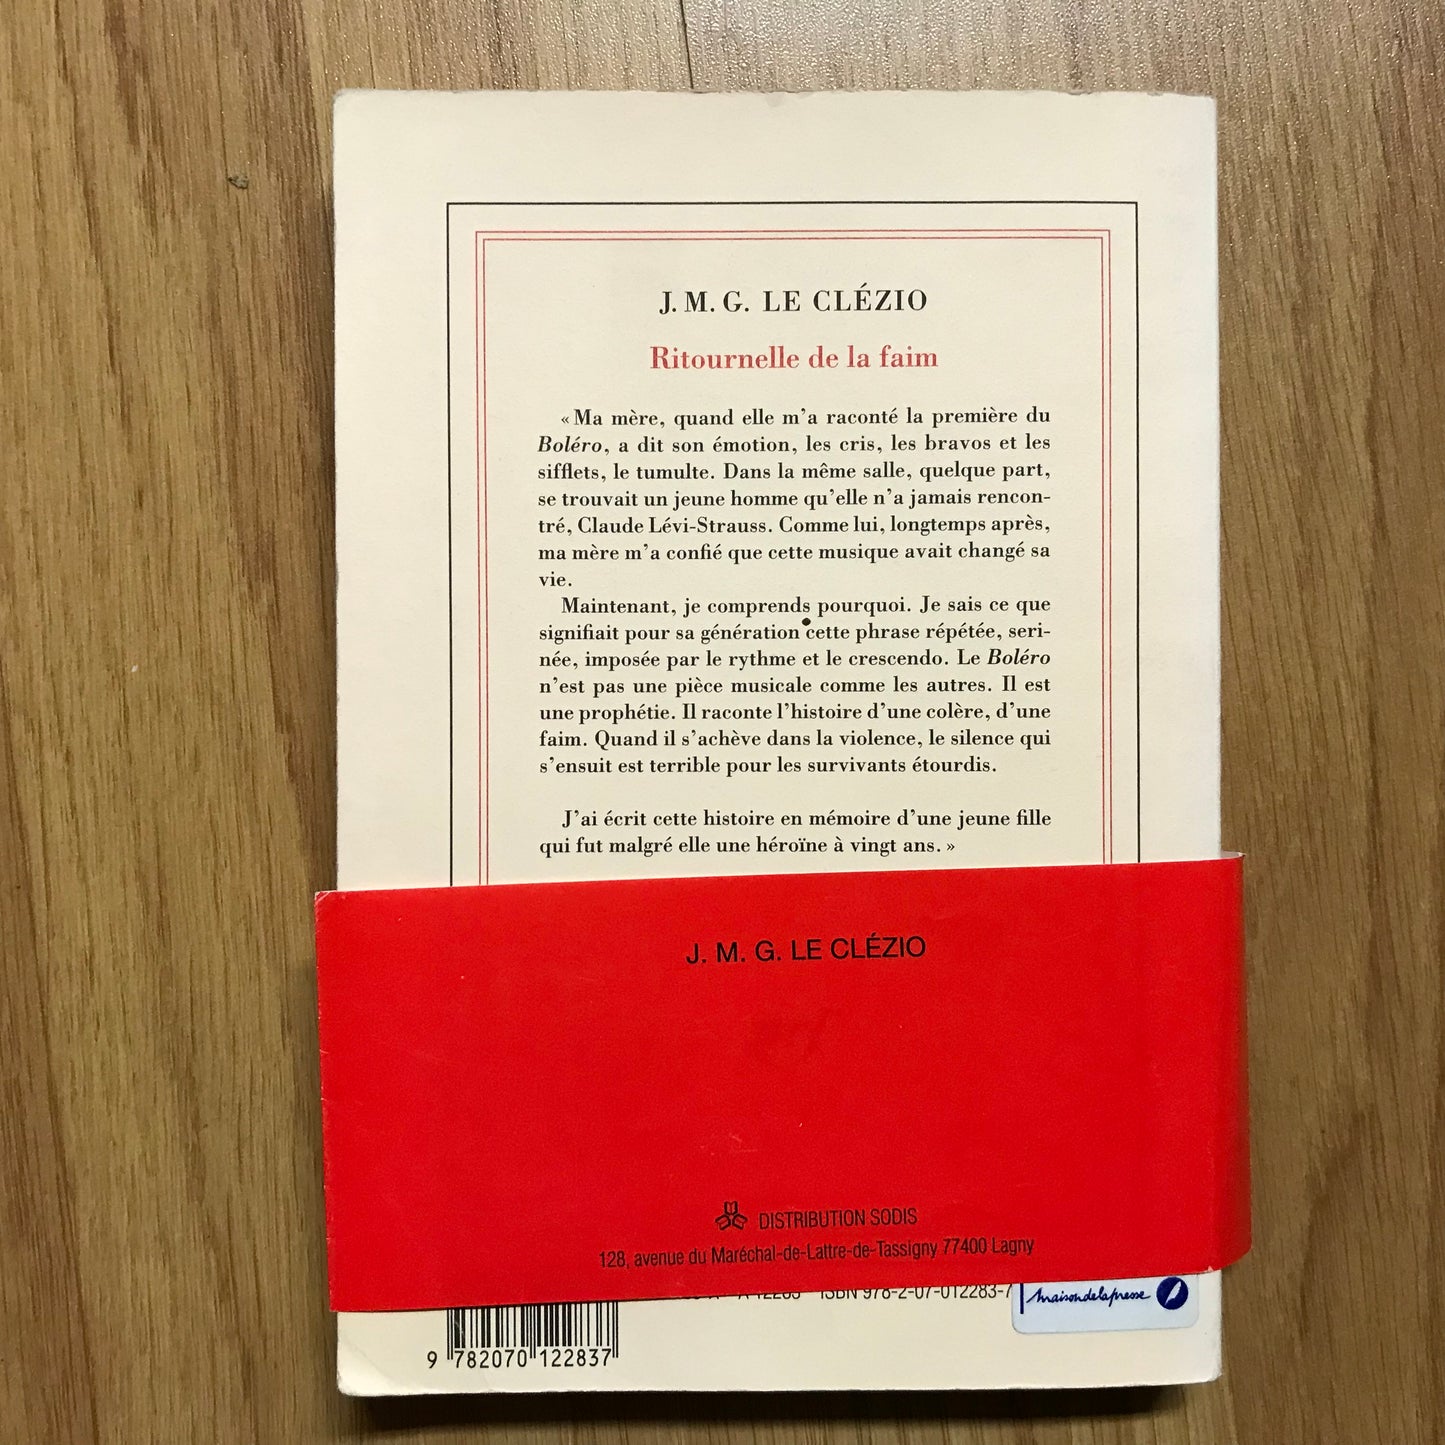 J. M. G. LE CLÉZIO
Ritournelle de la faim
« Ma mère, quand elle m'a raconté la première du
Boléro, a dit son émotion, les cris, les bravos et les
sifflets, le tumulte. Dans la même salle, quelque part,
se trouvait un jeune homme qu'elle n'a jamais rencon-
tré, Claude Lévi-Strauss. Comme lui, longtemps après,
ma mère m'a confié que cette musique avait changé sa
vie.
Maintenant, je comprends pourquoi. Je sais ce que
signifiait pour sa génération cette phrase répétée, seri-
née, imposée par le rythme et le crescendo. Le Boléro
n'est pas une pièce musicale comme les autres. Il est
une prophétie. Il raconte l'histoire d'une colère, d'une
faim. Quand il s'achève dans la violence, le silence qui
s'ensuit est terrible pour les survivants étourdis.
J'ai écrit cette histoire en mémoire d'une jeune fille
qui fut malgré elle une héroïne à vingt ans. »
J. M. G. LE CLÉZIO
DISTRIBUTION SODIS
128, avenue du Maréchal-de-Lattre-de-Tassigny 77400 Lagny
A 12283 ISBN 978-2-07-012283-7
maisondelapresse
9 782070 122837